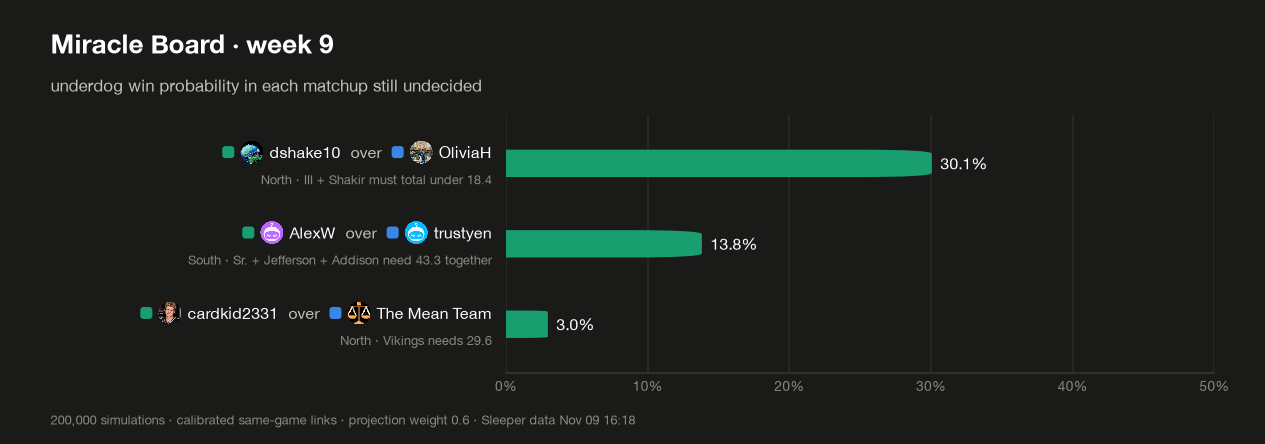 Miracle Board · week 9
underdog win probability in each matchup still undecided
dshake10 over OliviaH
North · III + Shakir must total under 18.4
30.1%
AlexW over trustyen
South · Sr. + Jefferson + Addison need 43.3 together
13.8%
cardkid2331 over The Mean Team
North · Vikings needs 29.6
3.0%
0% 10% 20% 30% 40% 50%
200,000 simulations · calibrated same-game links · projection weight 0.6 · Sleeper data Nov 09 16:18